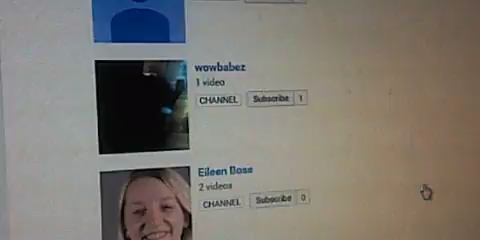 wowbabez
1 video
CHANNEL Subscribe 1
Eileen Bose
2 videos
CHANNEL Subscribe 0